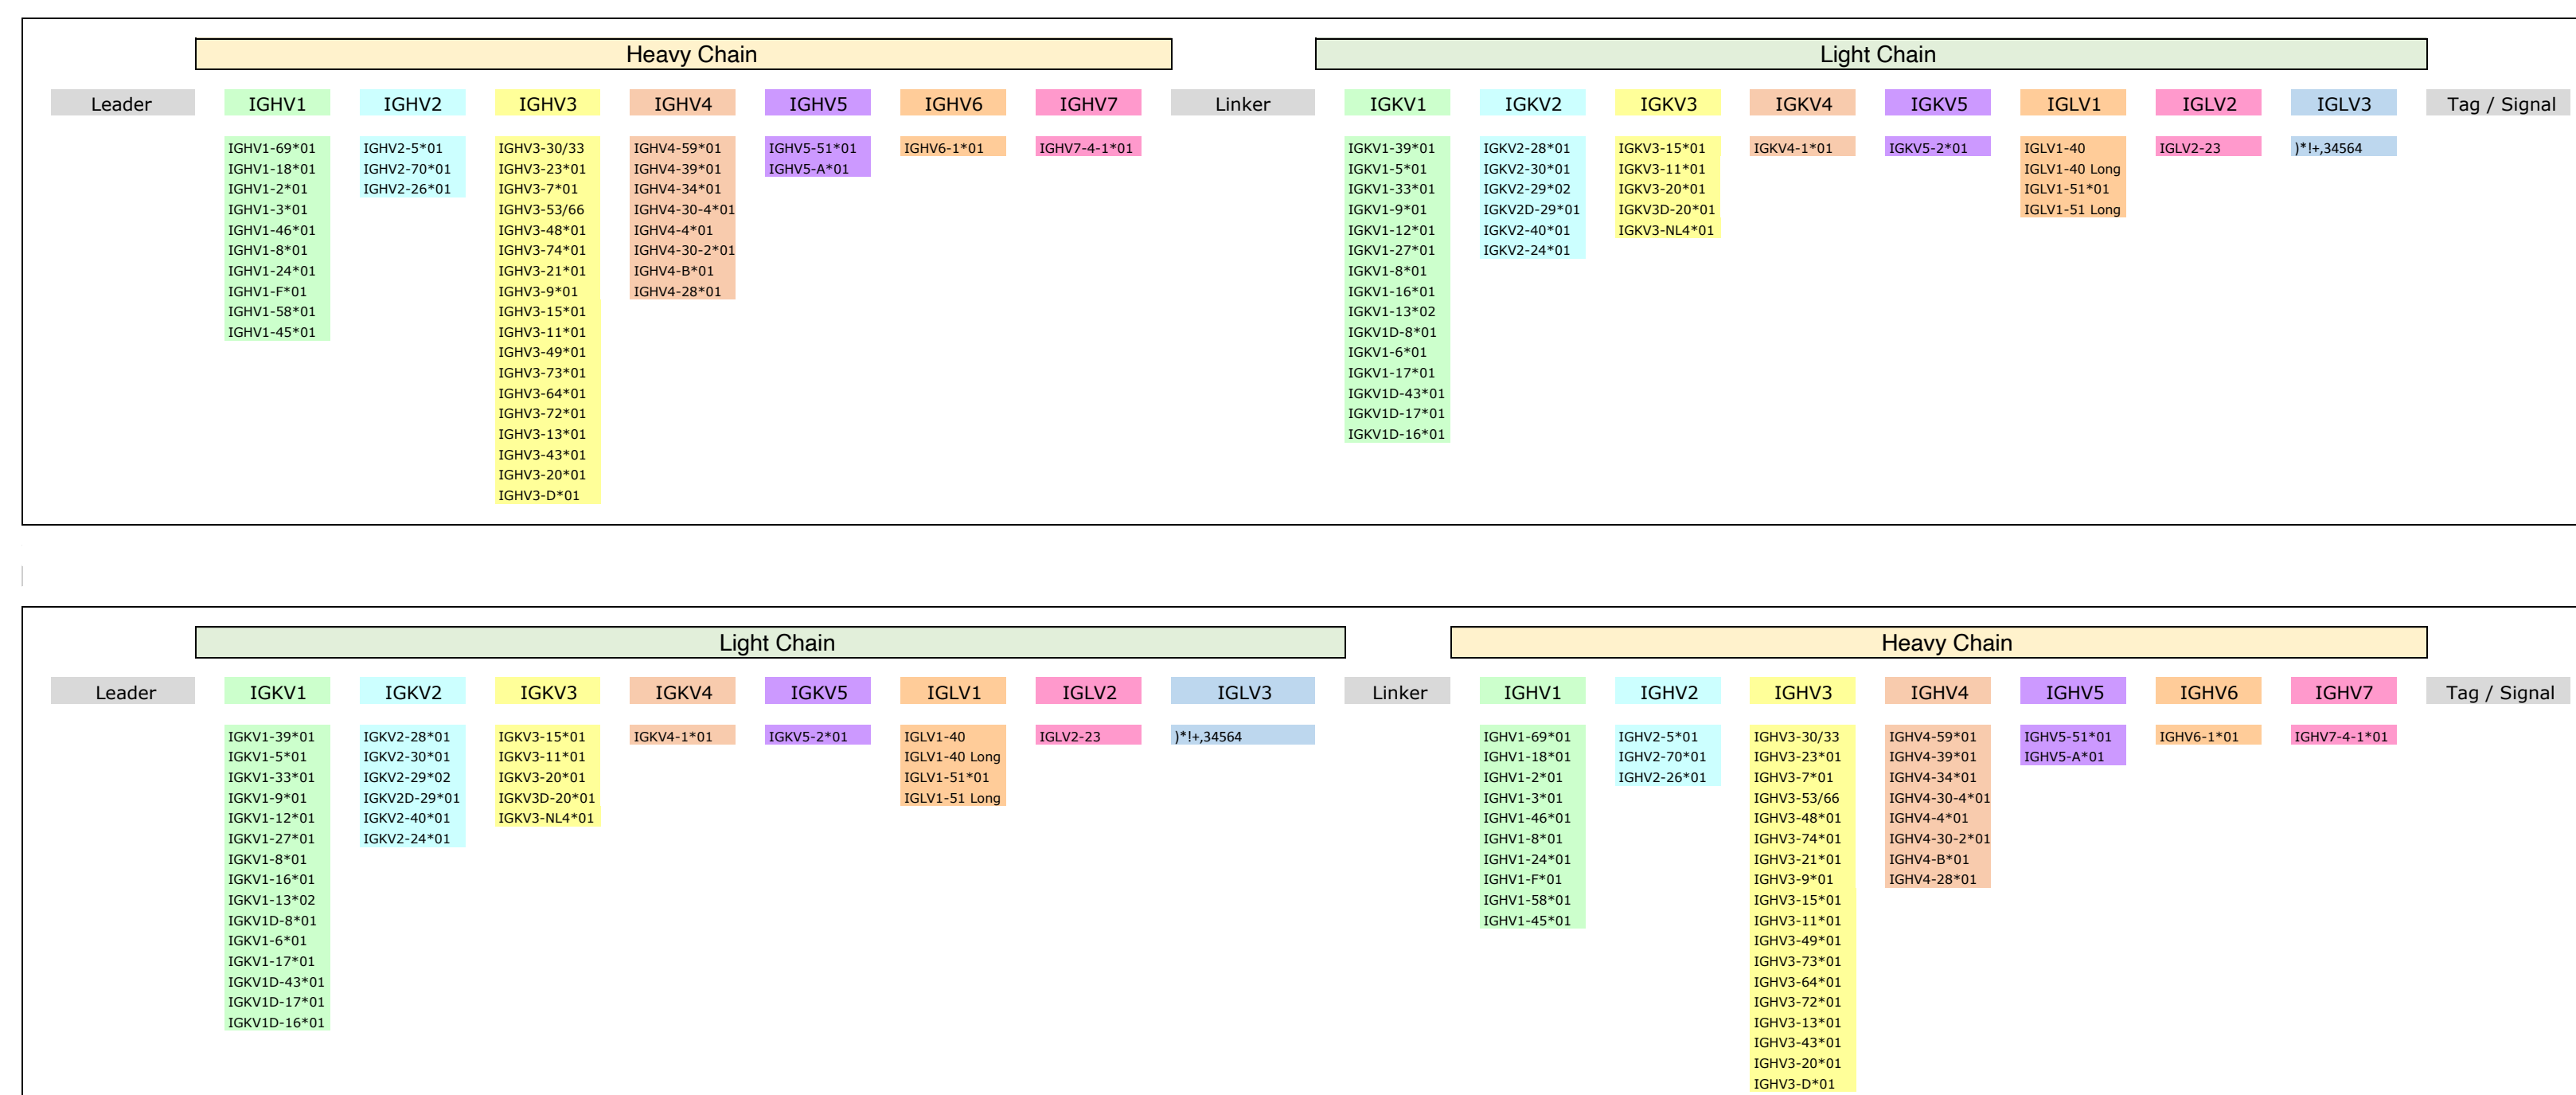 Heavy Chain Light Chain
Leader IGHV1 IGHV2 IGHV3 IGHV4 IGHV5 IGHV6 IGHV7 Linker IGKV1 IGKV2 IGKV3 IGKV4 IGKV5 IGLV1 IGLV2 IGLV3 Tag / Signal
IGHV1-69*01 IGHV2-5*01 IGHV3-30/33 IGHV4-59*01 IGHV5-51*01 IGHV6-1*01 IGHV7-4-1*01 IGKV1-39*01 IGKV2-28*01 IGKV3-15*01 IGKV4-1*01 IGKV5-2*01 IGLV1-40 IGLV2-23 )*!+,34564
IGHV1-18*01 IGHV2-70*01 IGHV3-23*01 IGHV4-39*01 IGHV5-A*01 IGKV1-5*01 IGKV2-30*01 IGKV3-11*01 IGLV1-40 Long
IGHV1-2*01 IGHV2-26*01 IGHV3-7*01 IGHV4-34*01 IGKV1-33*01 IGKV2-29*02 IGKV3-20*01 IGLV1-51*01
IGHV1-3*01 IGHV3-53/66 IGHV4-30-4*01 IGKV1-9*01 IGKV2D-29*01 IGKV3D-20*01 IGLV1-51 Long
IGHV1-46*01 IGHV3-48*01 IGHV4-4*01 IGKV1-12*01 IGKV2-40*01 IGKV3-NL4*01
IGHV1-8*01 IGHV3-74*01 IGHV4-30-2*01 IGKV1-27*01 IGKV2-24*01
IGHV1-24*01 IGHV3-21*01 IGHV4-B*01 IGKV1-8*01
IGHV1-F*01 IGHV3-9*01 IGHV4-28*01 IGKV1-16*01
IGHV1-58*01 IGHV3-15*01 IGKV1-13*02
IGHV1-45*01 IGHV3-11*01 IGKV1D-8*01
IGHV3-49*01 IGKV1-6*01
IGHV3-73*01 IGKV1-17*01
IGHV3-64*01 IGKV1D-43*01
IGHV3-72*01 IGKV1D-17*01
IGHV3-13*01 IGKV1D-16*01
IGHV3-43*01
IGHV3-20*01
IGHV3-D*01
Light Chain Heavy Chain
Leader IGKV1 IGKV2 IGKV3 IGKV4 IGKV5 IGLV1 IGLV2 IGLV3 Linker IGHV1 IGHV2 IGHV3 IGHV4 IGHV5 IGHV6 IGHV7 Tag / Signal
IGKV1-39*01 IGKV2-28*01 IGKV3-15*01 IGKV4-1*01 IGKV5-2*01 IGLV1-40 IGLV2-23 )*!+,34564 IGHV1-69*01 IGHV2-5*01 IGHV3-30/33 IGHV4-59*01 IGHV5-51*01 IGHV6-1*01 IGHV7-4-1*01
IGKV1-5*01 IGKV2-30*01 IGKV3-11*01 IGLV1-40 Long IGHV1-18*01 IGHV2-70*01 IGHV3-23*01 IGHV4-39*01 IGHV5-A*01
IGKV1-33*01 IGKV2-29*02 IGKV3-20*01 IGLV1-51*01 IGHV1-2*01 IGHV2-26*01 IGHV3-7*01 IGHV4-34*01
IGKV1-9*01 IGKV2D-29*01 IGKV3D-20*01 IGLV1-51 Long IGHV1-3*01 IGHV3-53/66 IGHV4-30-4*01
IGKV1-12*01 IGKV2-40*01 IGKV3-NL4*01 IGHV1-46*01 IGHV3-48*01 IGHV4-4*01
IGKV1-27*01 IGKV2-24*01 IGHV1-8*01 IGHV3-74*01 IGHV4-30-2*01
IGKV1-8*01 IGHV1-24*01 IGHV3-21*01 IGHV4-B*01
IGKV1-16*01 IGHV1-F*01 IGHV3-9*01 IGHV4-28*01
IGKV1-13*02 IGHV1-58*01 IGHV3-15*01
IGKV1D-8*01 IGHV1-45*01 IGHV3-11*01
IGKV1-6*01 IGHV3-49*01
IGKV1-17*01 IGHV3-73*01
IGKV1D-43*01 IGHV3-64*01
IGKV1D-17*01 IGHV3-72*01
IGKV1D-16*01 IGHV3-13*01
IGHV3-43*01
IGHV3-20*01
IGHV3-D*01